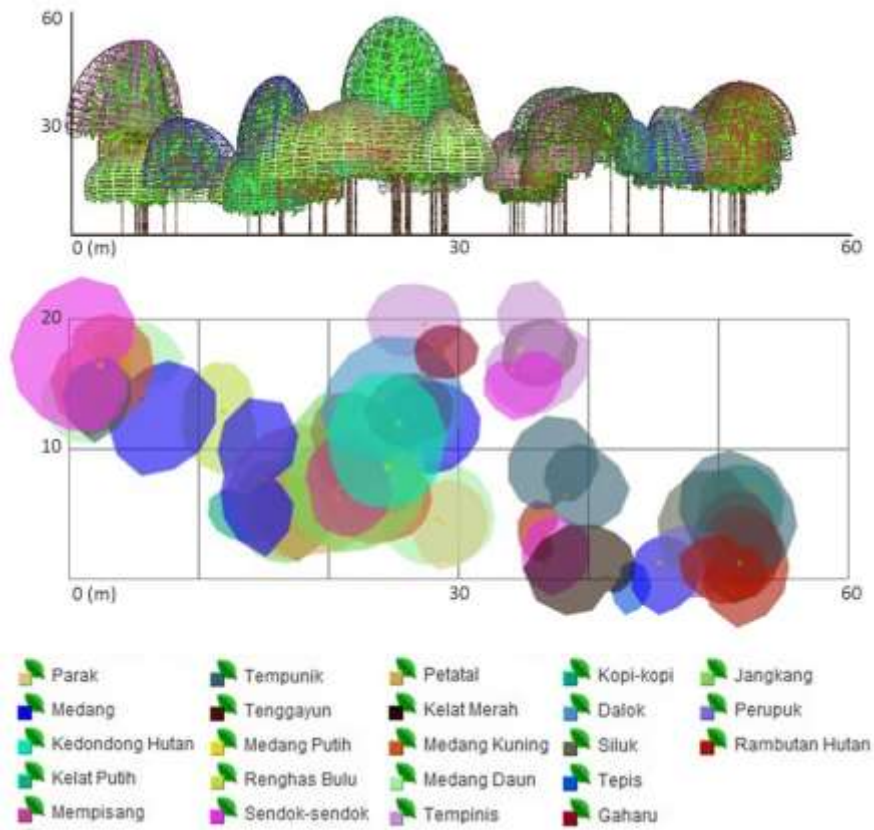 60
30
0 (m) 30 60
20
10
0 (m) 30 60
Parak Tempunik Petatal Kopi-kopi Jangkang
Medang Tenggayun Kelat Merah Dalok Perupuk
Kedondong Hutan Medang Putih Medang Kuning Siluk Rambutan Hutan
Kelat Putih Renghas Bulu Medang Daun Tepis
Mempisang Sendok-sendok Tempinis Gaharu